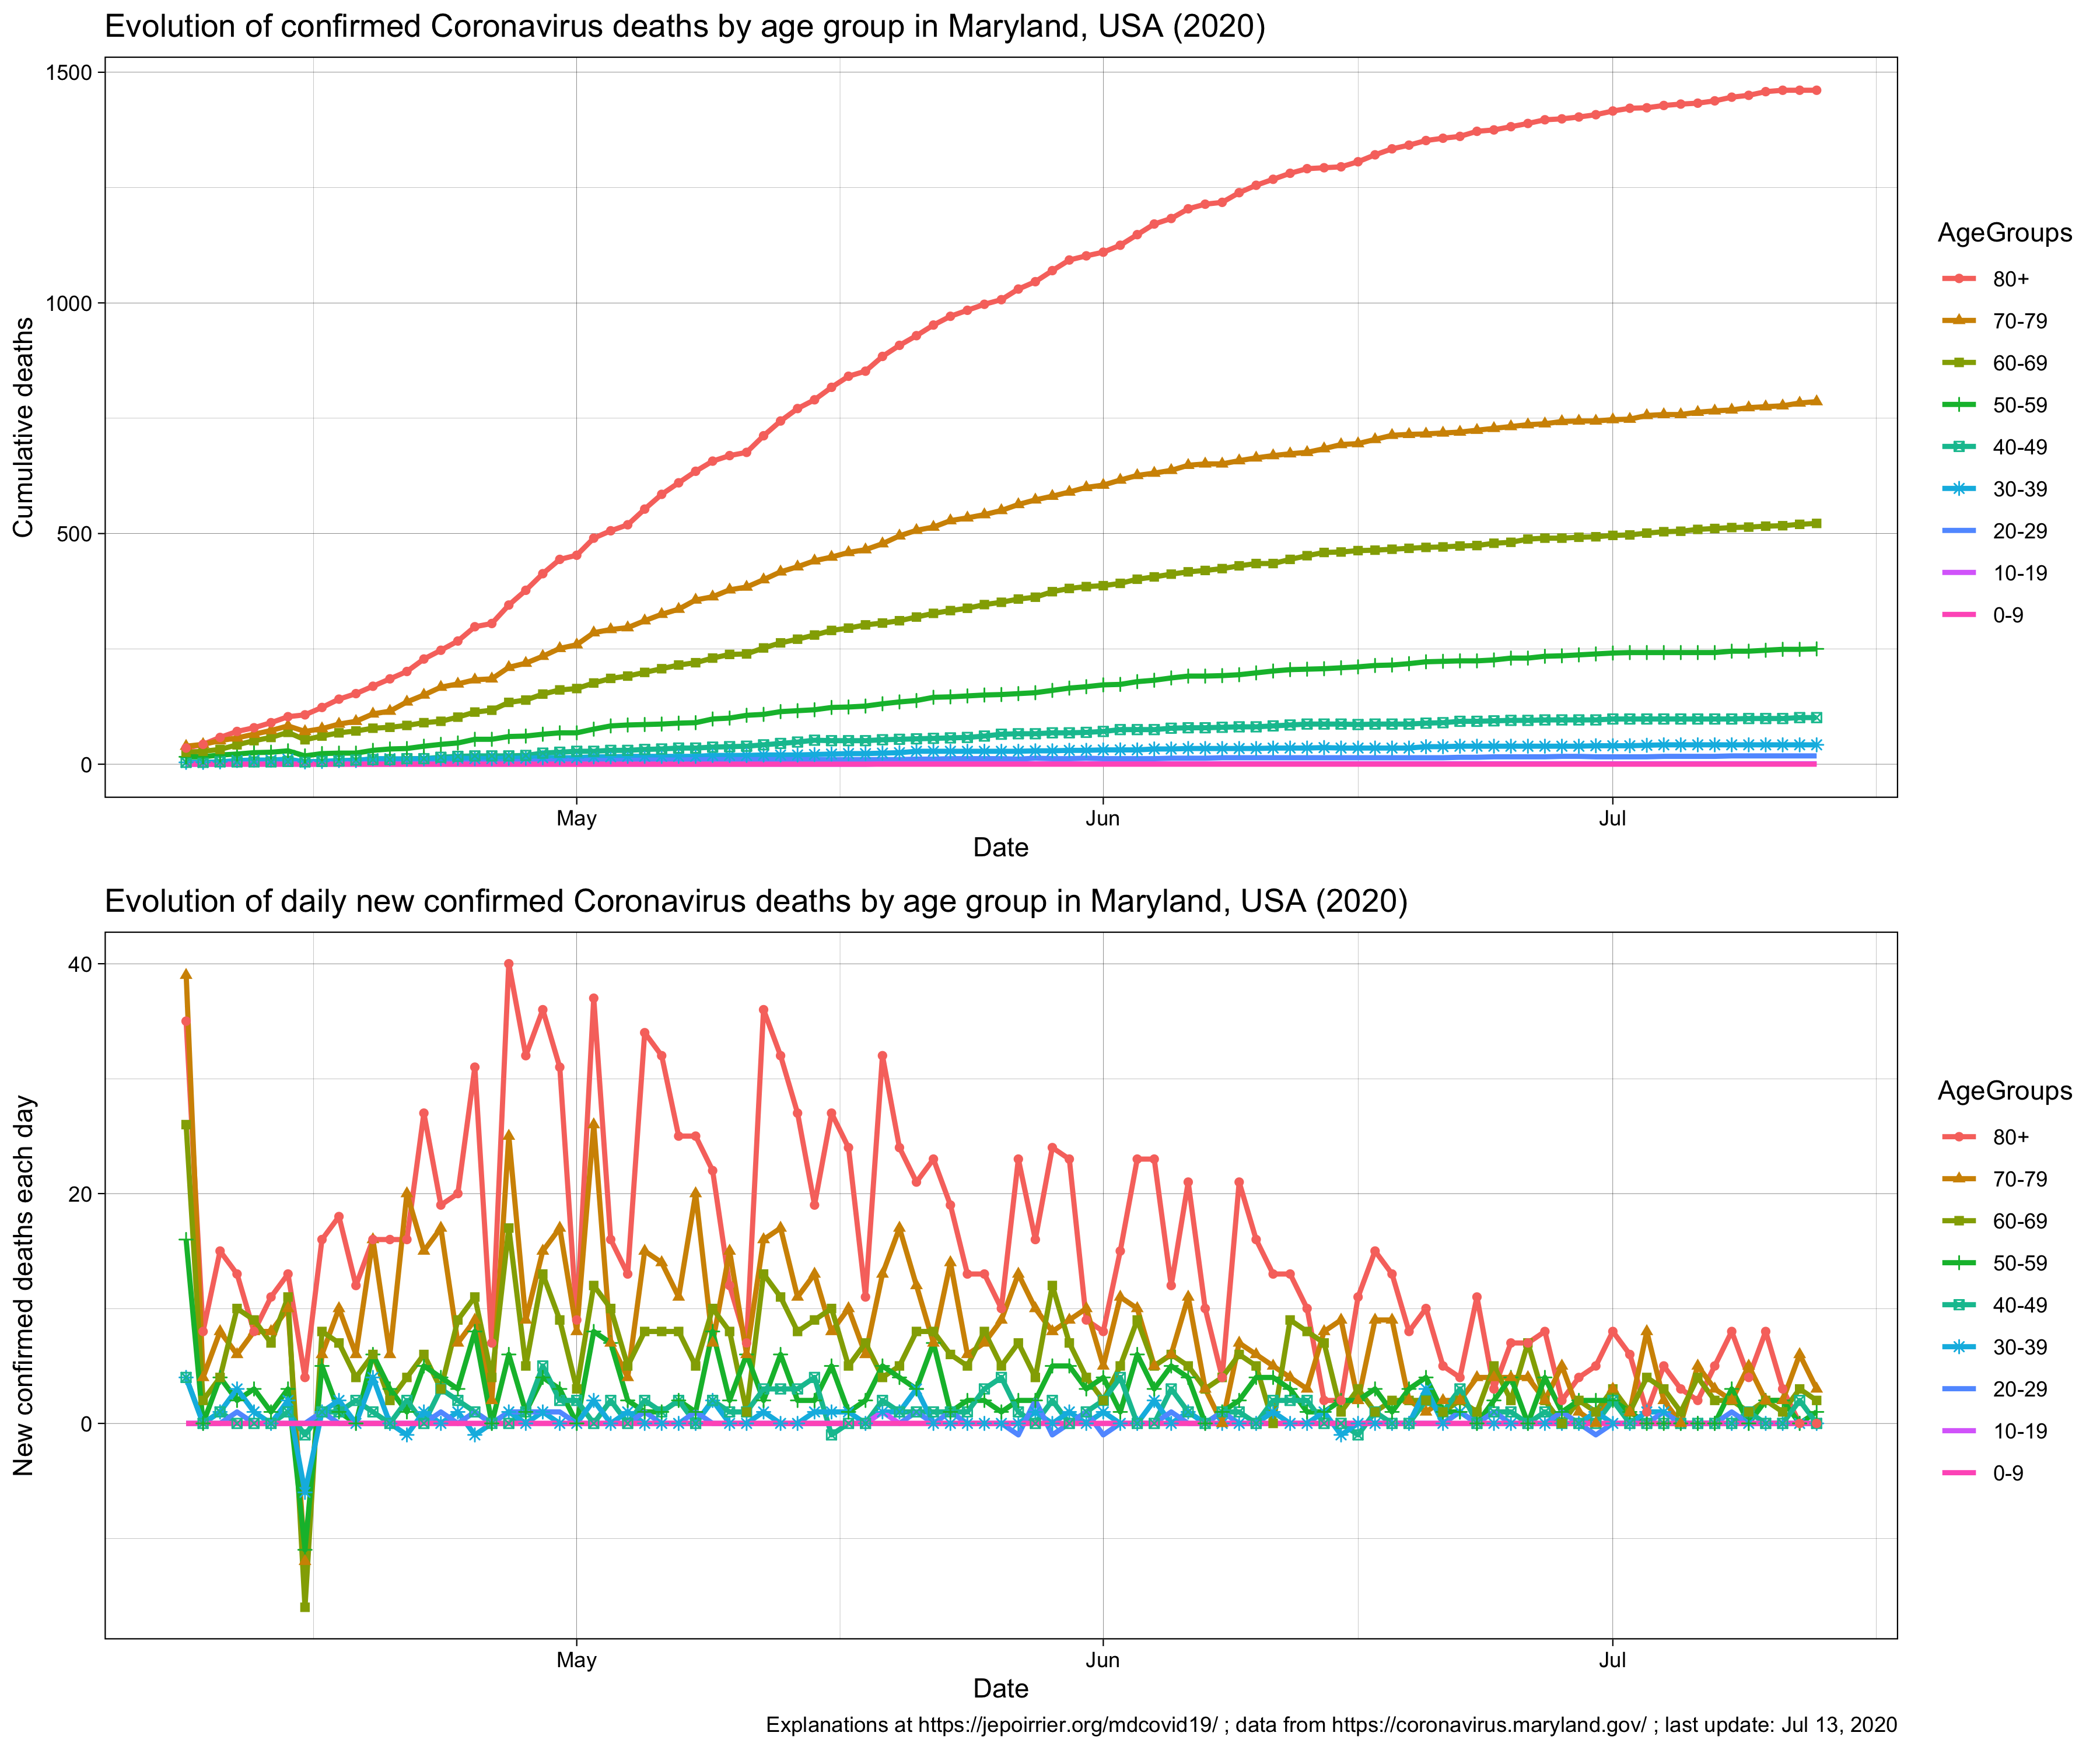 Evolution of confirmed Coronavirus deaths by age group in Maryland, USA (2020)
1500
1000
500
0
Cumulative deaths
May Jun Jul
Date
AgeGroups
80+
70-79
60-69
50-59
40-49
30-39
20-29
10-19
0-9
Evolution of daily new confirmed Coronavirus deaths by age group in Maryland, USA (2020)
40
20
0
New confirmed deaths each day
May Jun Jul
Date
AgeGroups
80+
70-79
60-69
50-59
40-49
30-39
20-29
10-19
0-9
Explanations at https://jepoirrier.org/mdcovid19/ ; data from https://coronavirus.maryland.gov/ ; last update: Jul 13, 2020